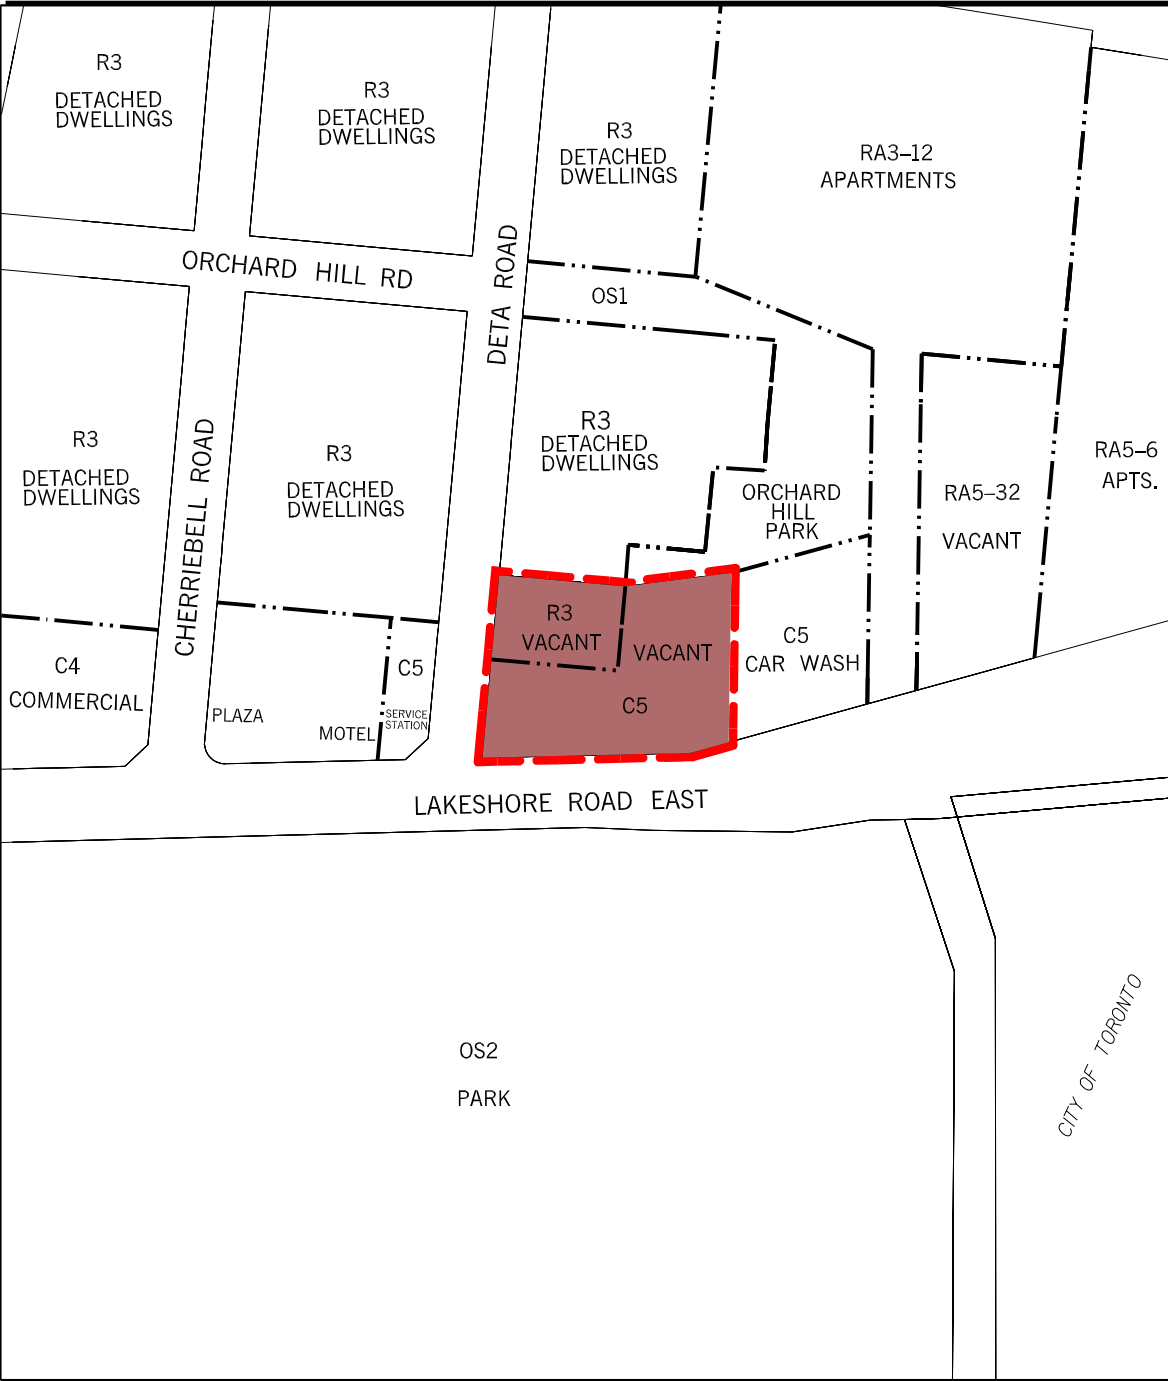 R3
DETACHED
DWELLINGS
R3
DETACHED
DWELLINGS
R3
DETACHED
DWELLINGS
RA3-12
APARTMENTS
ORCHARD HILL RD
DETA ROAD
OS1
R3
DETACHED
DWELLINGS
CHERRIEBELL ROAD
R3
DETACHED
DWELLINGS
R3
DETACHED
DWELLINGS
ORCHARD
HILL
PARK
RA5-32
VACANT
RA5-6
APTS.
C4
COMMERCIAL
PLAZA
MOTEL
C5
SERVICE
STATION
R3
VACANT
VACANT
C5
C5
CAR WASH
LAKESHORE ROAD EAST
OS2
PARK
CITY OF TORONTO